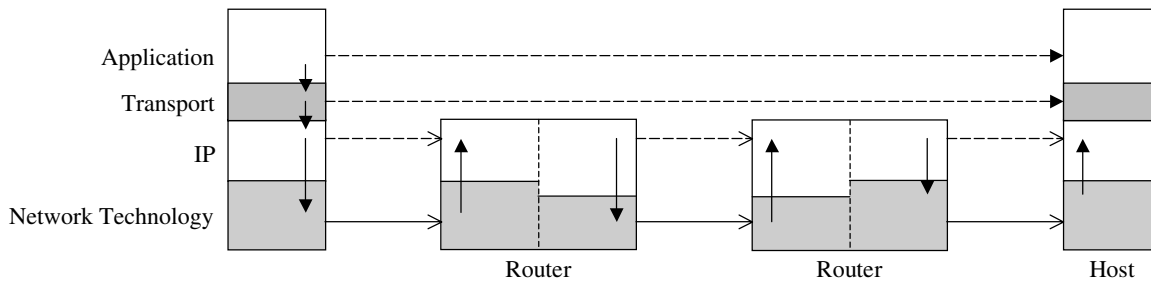 Application
Transport
IP
Network Technology
Router
Router
Host